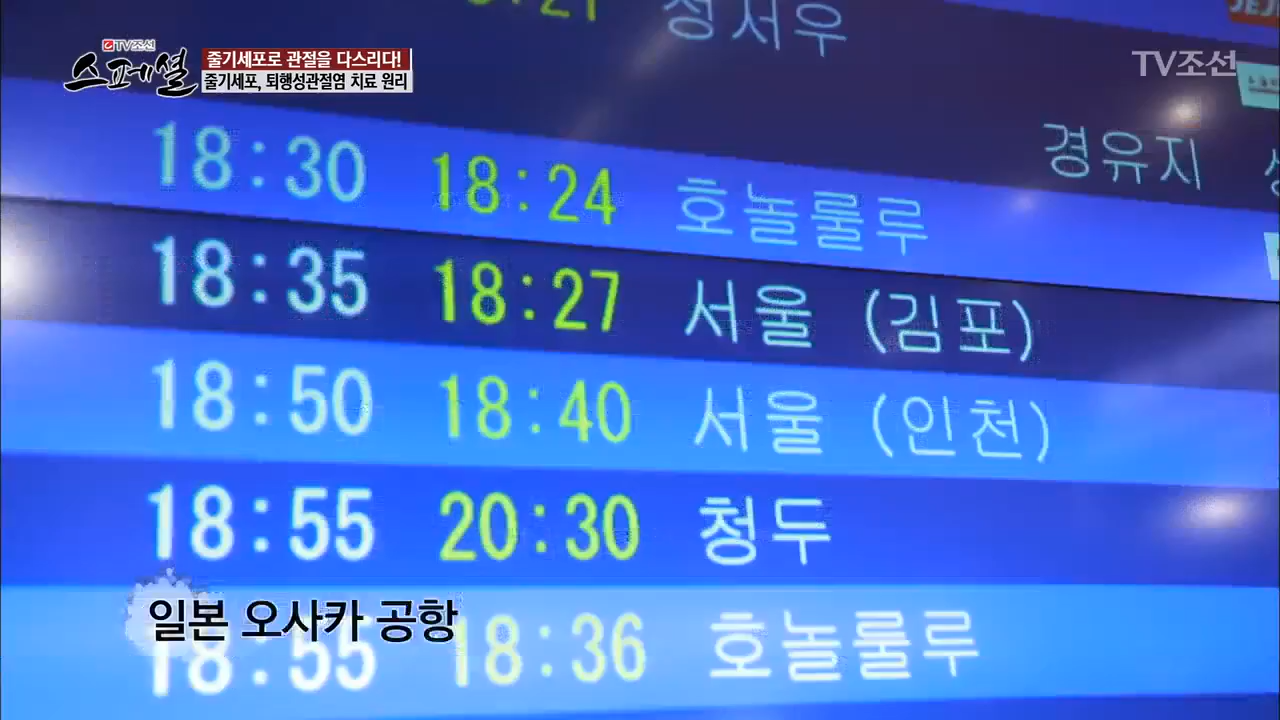 TV조선
스페셜
줄기세포로 관절을 다스리다!
줄기세포, 퇴행성관절염 치료 원리
TV조선
경유지
18:30 18:24 호놀룰루
18:35 18:27 서울 (김포)
18:50 18:40 서울 (인천)
18:55 20:30 청두
일본 오사카 공항
18:55 18:36 호놀룰루